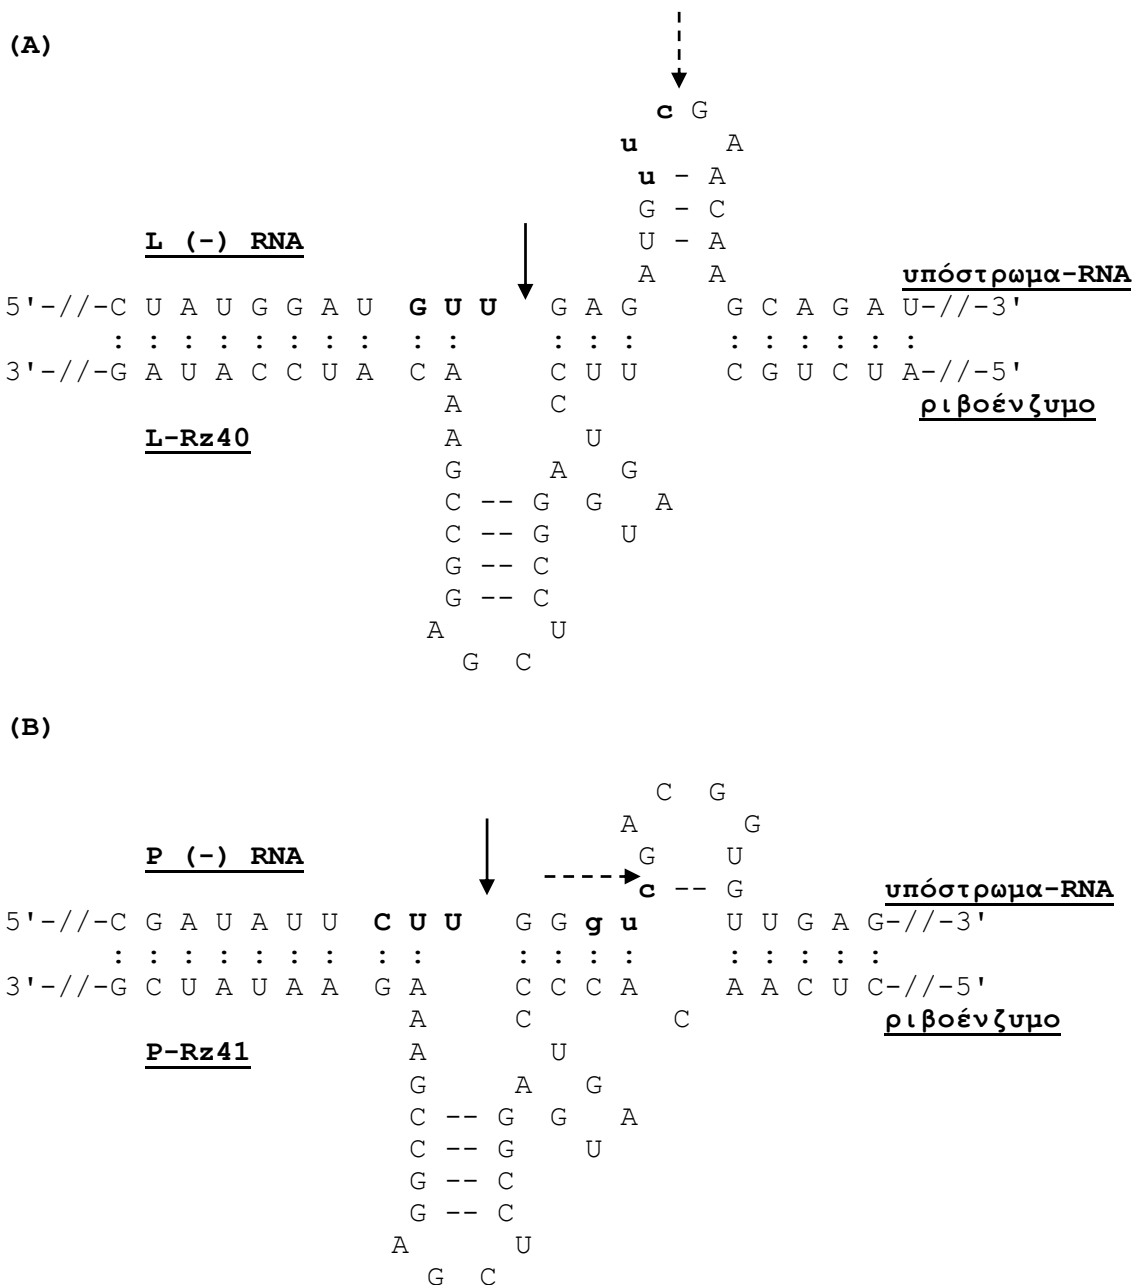 (A)
c G
u A
u - A
G - C
L (-) RNA U - A
A A υπόστρωμα-RNA
5'-//-C U A U G G A U G U U G A G G C A G A U-//-3'
: : : : : : : : : : : : : : : : : : :
3'-//-G A U A C C U A C A C U U C G U C U A-//-5'
A C ριβοένζυμο
L-Rz40 A U
G A G
C -- G G A
C -- G U
G -- C
G -- C
A U
G C
(B)
C G
A G
P (-) RNA G U
c -- G υπόστρωμα-RNA
5'-//-C G A U A U U C U U G G g u U U G A G-//-3'
: : : : : : : : : : : : : : : : : :
3'-//-G C U A U A A G A C C C A A A C U C-//-5'
A C C ριβοένζυμο
P-Rz41 A U
G A G
C -- G G A
C -- G U
G -- C
G -- C
A U
G C